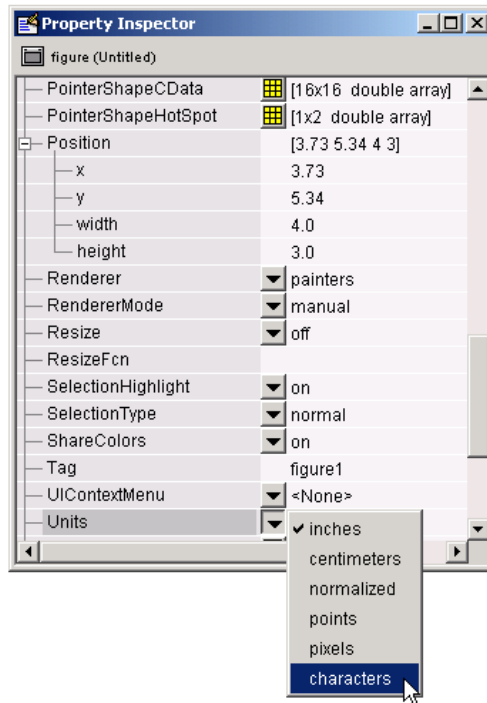 Property Inspector
figure (Untitled)
PointerShapeCData [16x16 double array]
PointerShapeHotSpot [1x2 double array]
Position [3.73 5.34 4 3]
x 3.73
y 5.34
width 4.0
height 3.0
Renderer painters
RendererMode manual
Resize off
ResizeFcn
SelectionHighlight on
SelectionType normal
ShareColors on
Tag figure1
UIContextMenu <None>
Units
inches
centimeters
normalized
points
pixels
characters